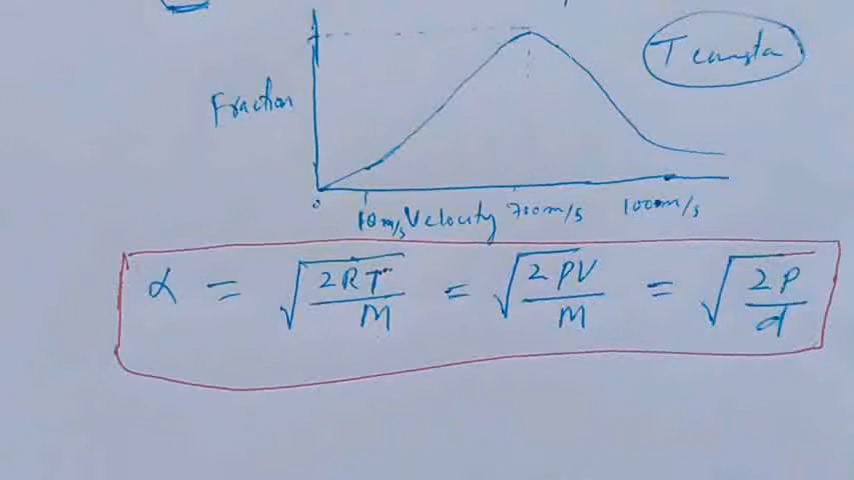 T consta
Fraction
0 10m/s Velocity 700m/s 1000m/s
α = √(2RT/M) = √(2PV/M) = √(2P/d)